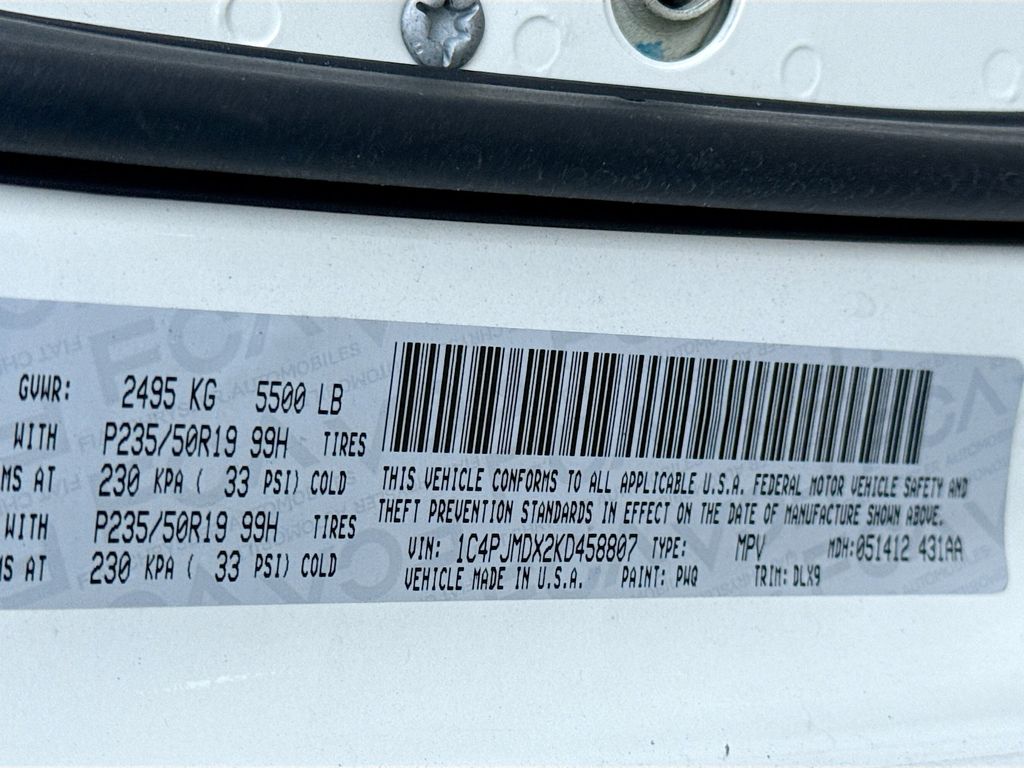 GVWR: 2495 KG 5500 LB
WITH P235/50R19 99H TIRES
MS AT 230 KPA ( 33 PSI) COLD
WITH P235/50R19 99H TIRES
MS AT 230 KPA ( 33 PSI) COLD
THIS VEHICLE CONFORMS TO ALL APPLICABLE U.S.A. FEDERAL MOTOR VEHICLE SAFETY AND
THEFT PREVENTION STANDARDS IN EFFECT ON THE DATE OF MANUFACTURE SHOWN ABOVE.
VIN: 1C4PJMDX2KD458807 TYPE: MPV MDH:051412 431AA
VEHICLE MADE IN U.S.A. PAINT: PWQ TRIM: DLX9